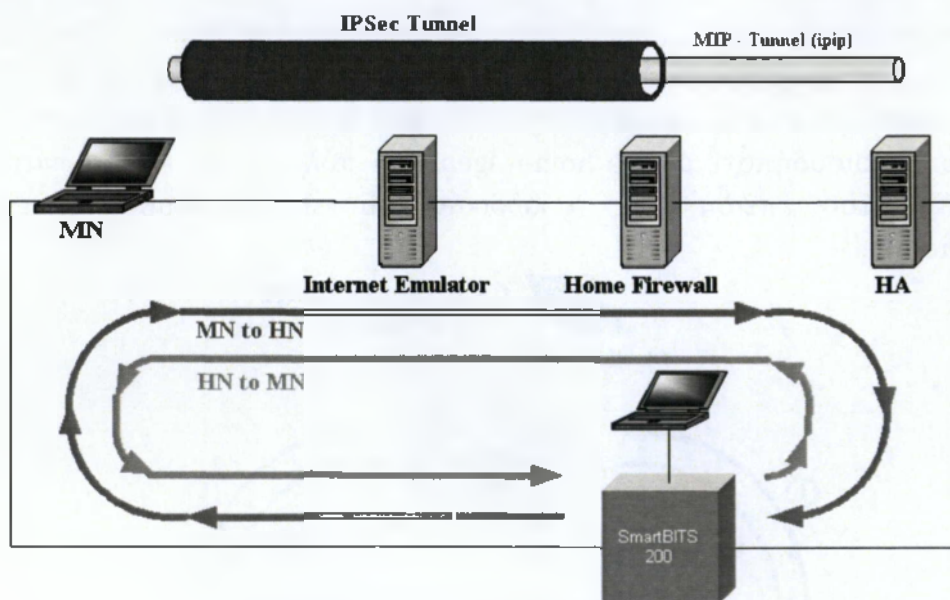 IPSec Tunnel
MIP - Tunnel (ipip)
MN
Internet Emulator
Home Firewall
HA
MN to HN
HN to MN
SmartBITS
200